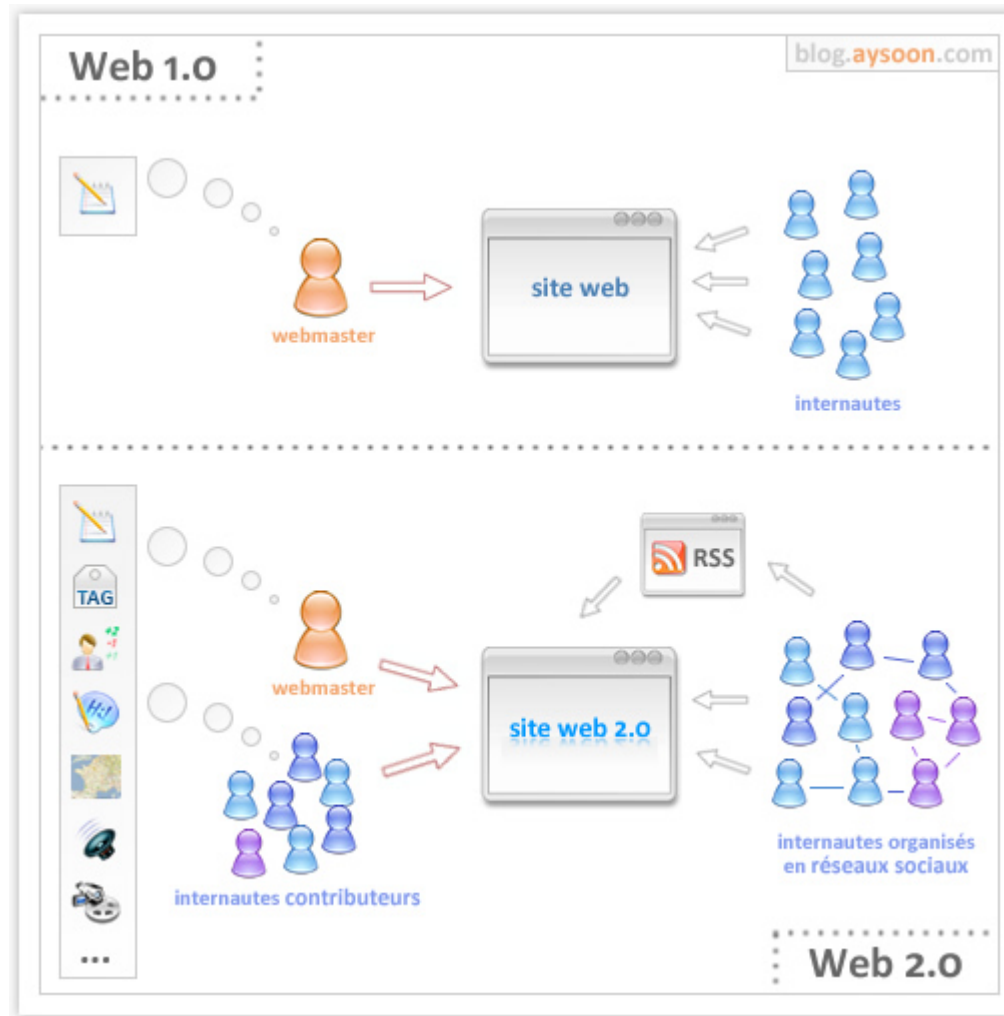 Web 1.0
blog.aysoon.com
site web
webmaster
internautes
RSS
TAG
webmaster
Hi!
site web 2.0
internautes organisés
en réseaux sociaux
internautes contributeurs
...
Web 2.0